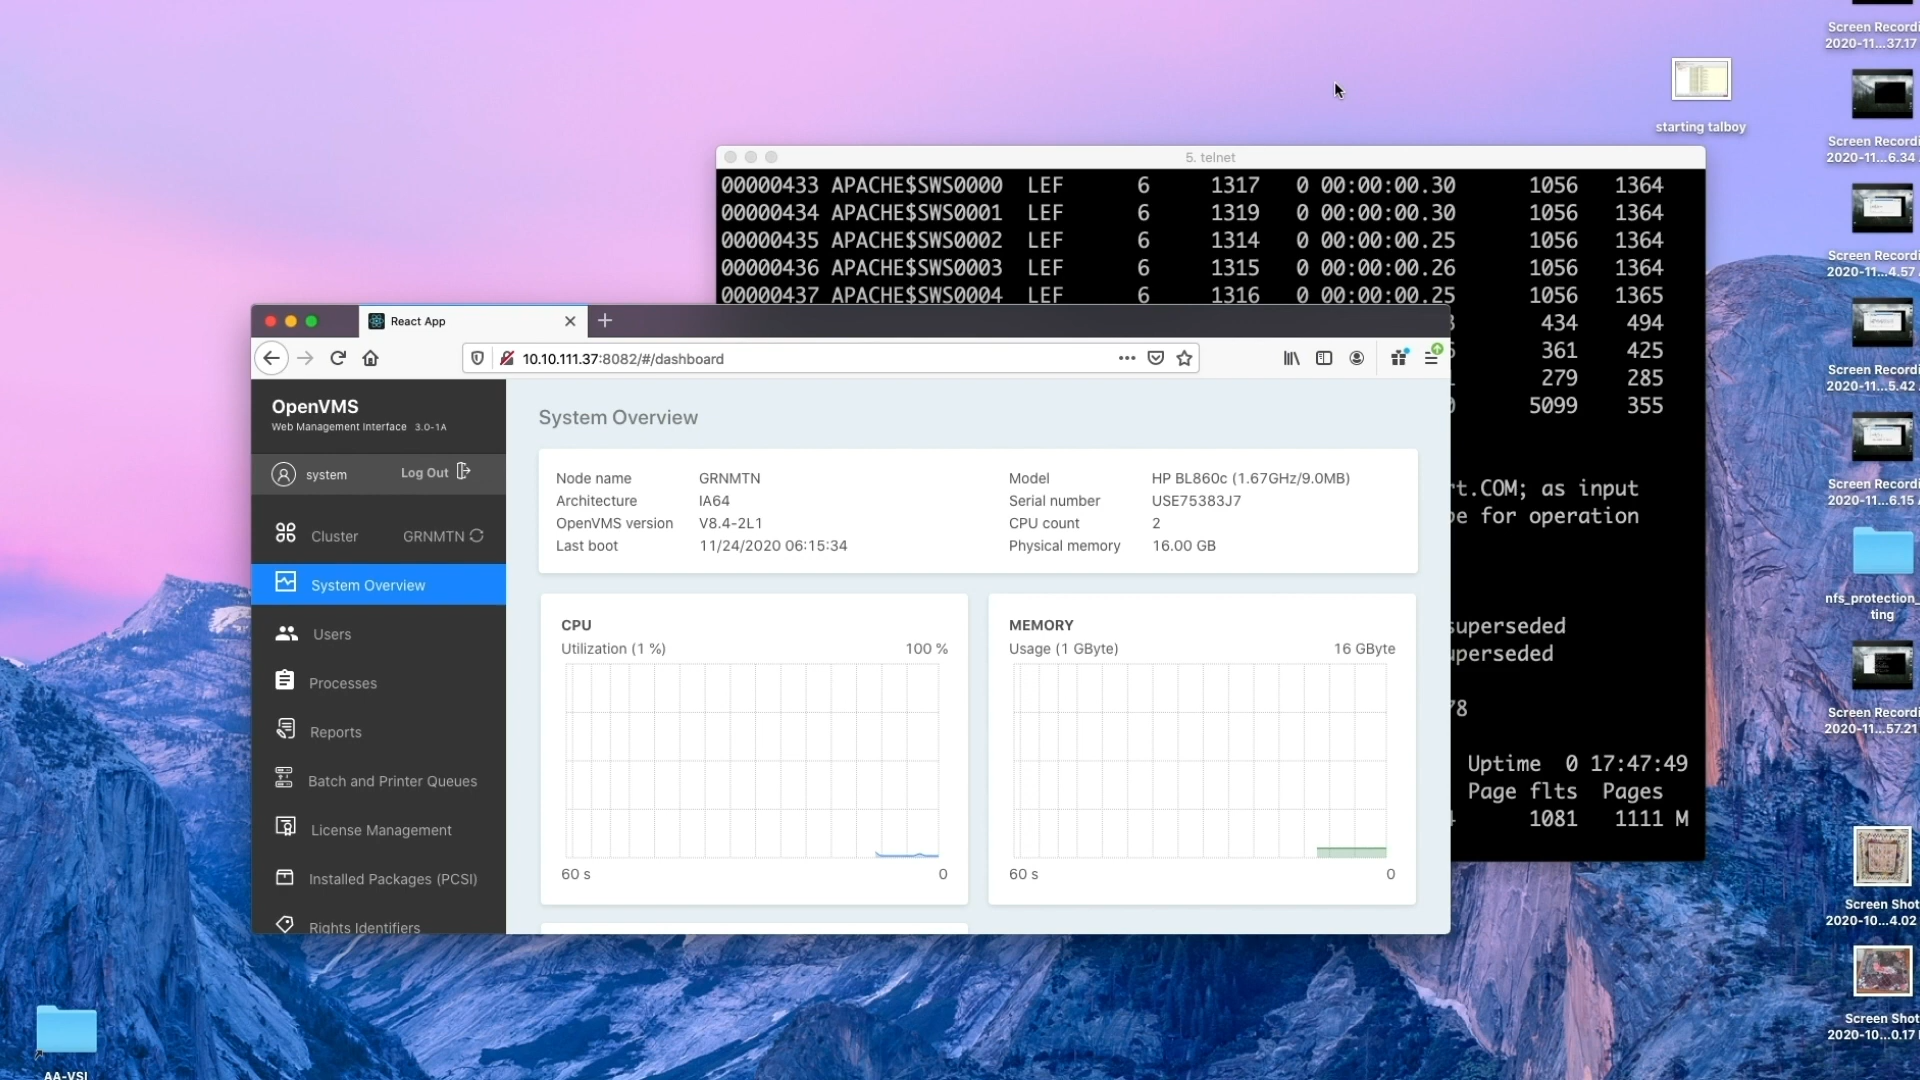 Screen Recordi
2020-11...37.17
starting talboy
Screen Recordi
2020-11...6.34
Screen Recordi
2020-11...4.57
Screen Recordi
2020-11...5.42
Screen Recordi
2020-11...6.15
nfs_protection_
ting
Screen Recordi
2020-11...57.21
Screen Shot
2020-10...4.02
Screen Shot
2020-10...0.17
AA-VSI
5. telnet
00000433 APACHE$SWS0000 LEF 6 1317 0 00:00:00.30 1056 1364
00000434 APACHE$SWS0001 LEF 6 1319 0 00:00:00.30 1056 1364
00000435 APACHE$SWS0002 LEF 6 1314 0 00:00:00.25 1056 1364
00000436 APACHE$SWS0003 LEF 6 1315 0 00:00:00.26 1056 1364
00000437 APACHE$SWS0004 LEF 6 1316 0 00:00:00.25 1056 1365
434 494
361 425
279 285
5099 355
rt.COM; as input
pe for operation
superseded
uperseded
78
Uptime 0 17:47:49
Page flts Pages
1081 1111 M
React App
10.10.111.37:8082/#/dashboard
OpenVMS
Web Management Interface 3.0-1A
system Log Out
Cluster GRNMTN
System Overview
Users
Processes
Reports
Batch and Printer Queues
License Management
Installed Packages (PCSI)
Rights Identifiers
System Overview
Node name GRNMTN
Architecture IA64
OpenVMS version V8.4-2L1
Last boot 11/24/2020 06:15:34
Model HP BL860c (1.67GHz/9.0MB)
Serial number USE75383J7
CPU count 2
Physical memory 16.00 GB
CPU
Utilization (1 %) 100 %
60 s 0
MEMORY
Usage (1 GByte) 16 GByte
60 s 0